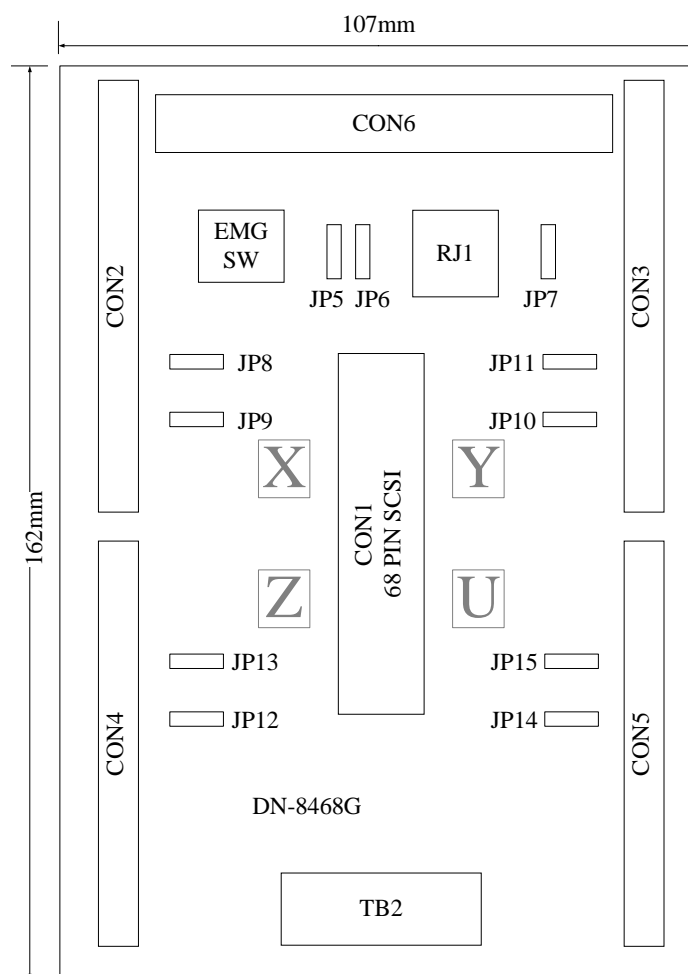 107mm
CON6
EMG
SW
RJ1
CON2
CON3
JP5
JP6
JP7
JP8
JP11
JP9
JP10
X
Y
162mm
CON1
68 PIN SCSI
Z
U
JP13
JP15
JP12
JP14
CON4
CON5
DN-8468G
TB2